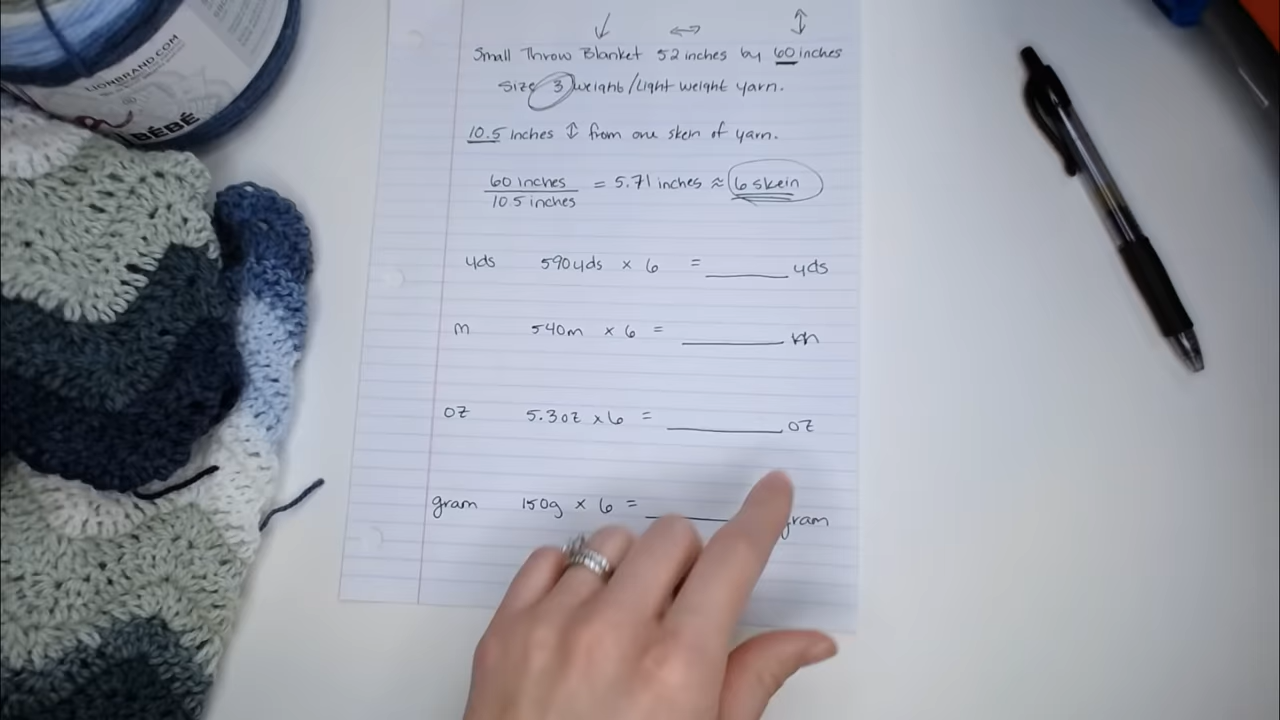 LIONBRAND.COM
BÉBÉ
Small Throw Blanket 52 inches by 60 inches
Size 3 weight/Light weight yarn.
10.5 inches ↕ from one skein of yarn.
60 inches / 10.5 inches = 5.71 inches ≈ 6 skein
yds 590yds × 6 = ______ yds
m 540m × 6 = ______ m
oz 5.3oz × 6 = ______ oz
gram 150g × 6 = ______ gram